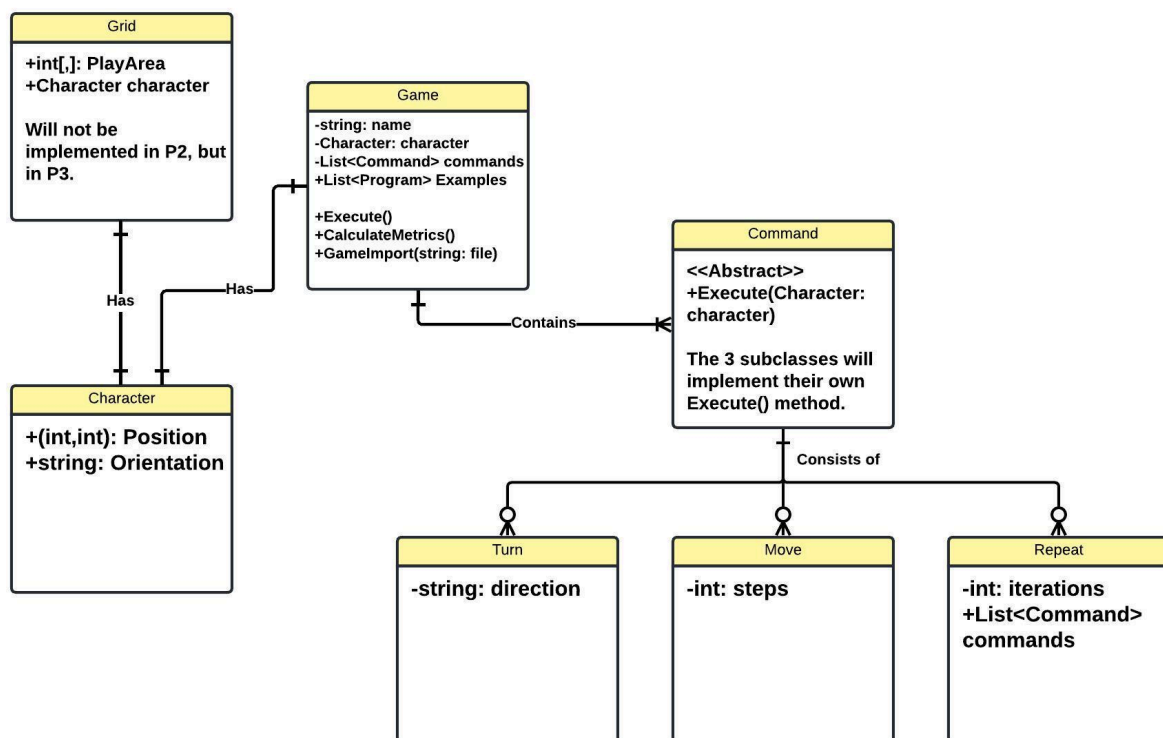 Grid
+int[,]: PlayArea
+Character character
Will not be
implemented in P2, but
in P3.
Game
-string: name
-Character: character
-List<Command> commands
+List<Program> Examples
+Execute()
+CalculateMetrics()
+GameImport(string: file)
Command
<<Abstract>>
+Execute(Character:
character)
The 3 subclasses will
implement their own
Execute() method.
Has
Has
Contains
Character
+(int,int): Position
+string: Orientation
Consists of
Turn
-string: direction
Move
-int: steps
Repeat
-int: iterations
+List<Command>
commands